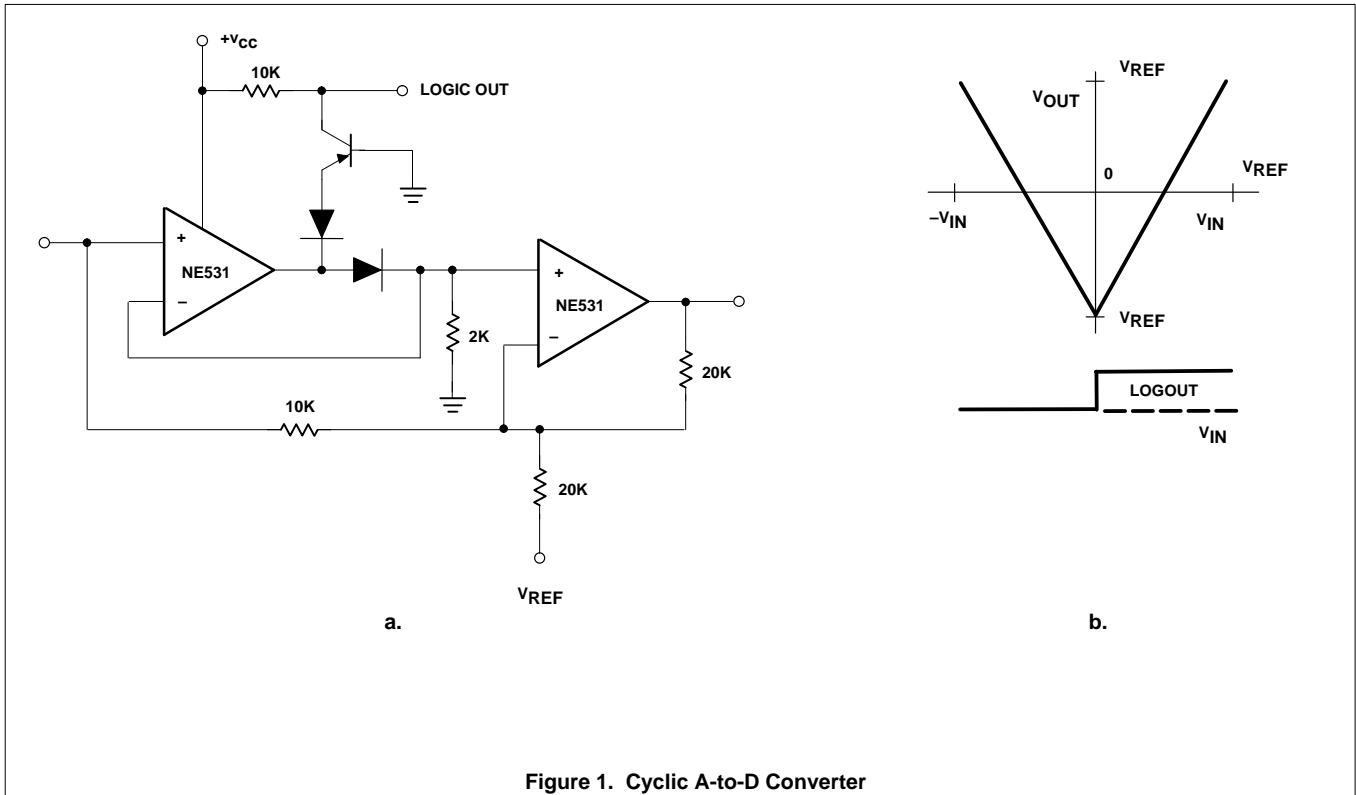 +VCC
10K
LOGIC OUT
+
NE531
−
+
NE531
−
2K
20K
10K
20K
VREF
a.
VREF
VOUT
0
VREF
−VIN
VIN
VREF
LOGOUT
VIN
b.
Figure 1. Cyclic A-to-D Converter